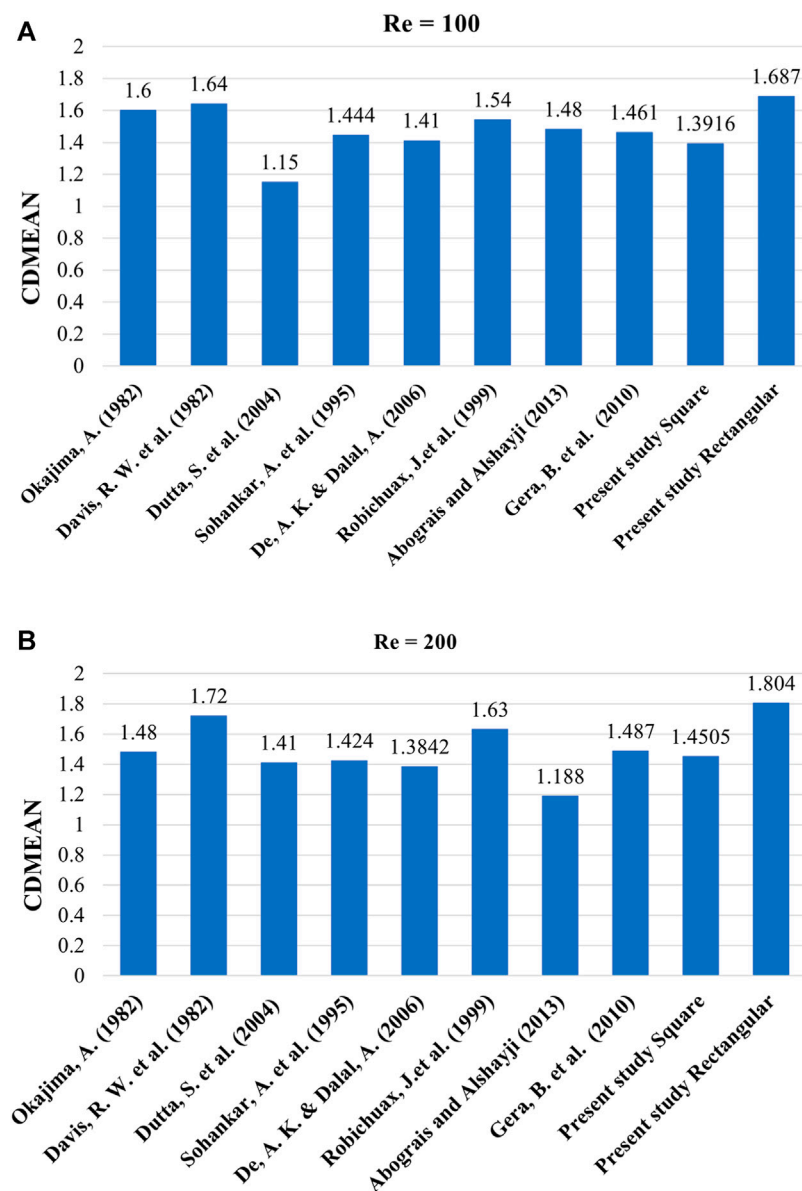 A
Re = 100
CDMEAN
2
1.8
1.6
1.4
1.2
1
0.8
0.6
0.4
0.2
0
1.6
1.64
1.15
1.444
1.41
1.54
1.48
1.461
1.3916
1.687
Okajima, A. (1982)
Davis, R. W. et al (1982)
Dutta, S. et al. (2004)
Sohankar, A. et al. (1995)
De, A. K. & Dalal, A. (2006)
Robichuax, J.et al. (1999)
Abograis and Alshayji (2013)
Gera, B. et al. (2010)
Present study Square
Present study Rectangular
B
Re = 200
CDMEAN
2
1.8
1.6
1.4
1.2
1
0.8
0.6
0.4
0.2
0
1.48
1.72
1.41
1.424
1.3842
1.63
1.188
1.487
1.4505
1.804
Okajima, A. (1982)
Davis, R. W. et al. (1982)
Dutta, S. et al. (2004)
Sohankar, A. et al. (1995)
De, A. K. & Dalal, A. (2006)
Robichuax, J.et al. (1999)
Abograis and Alshayji (2013)
Gera, B. et al. (2010)
Present study Square
Present study Rectangular